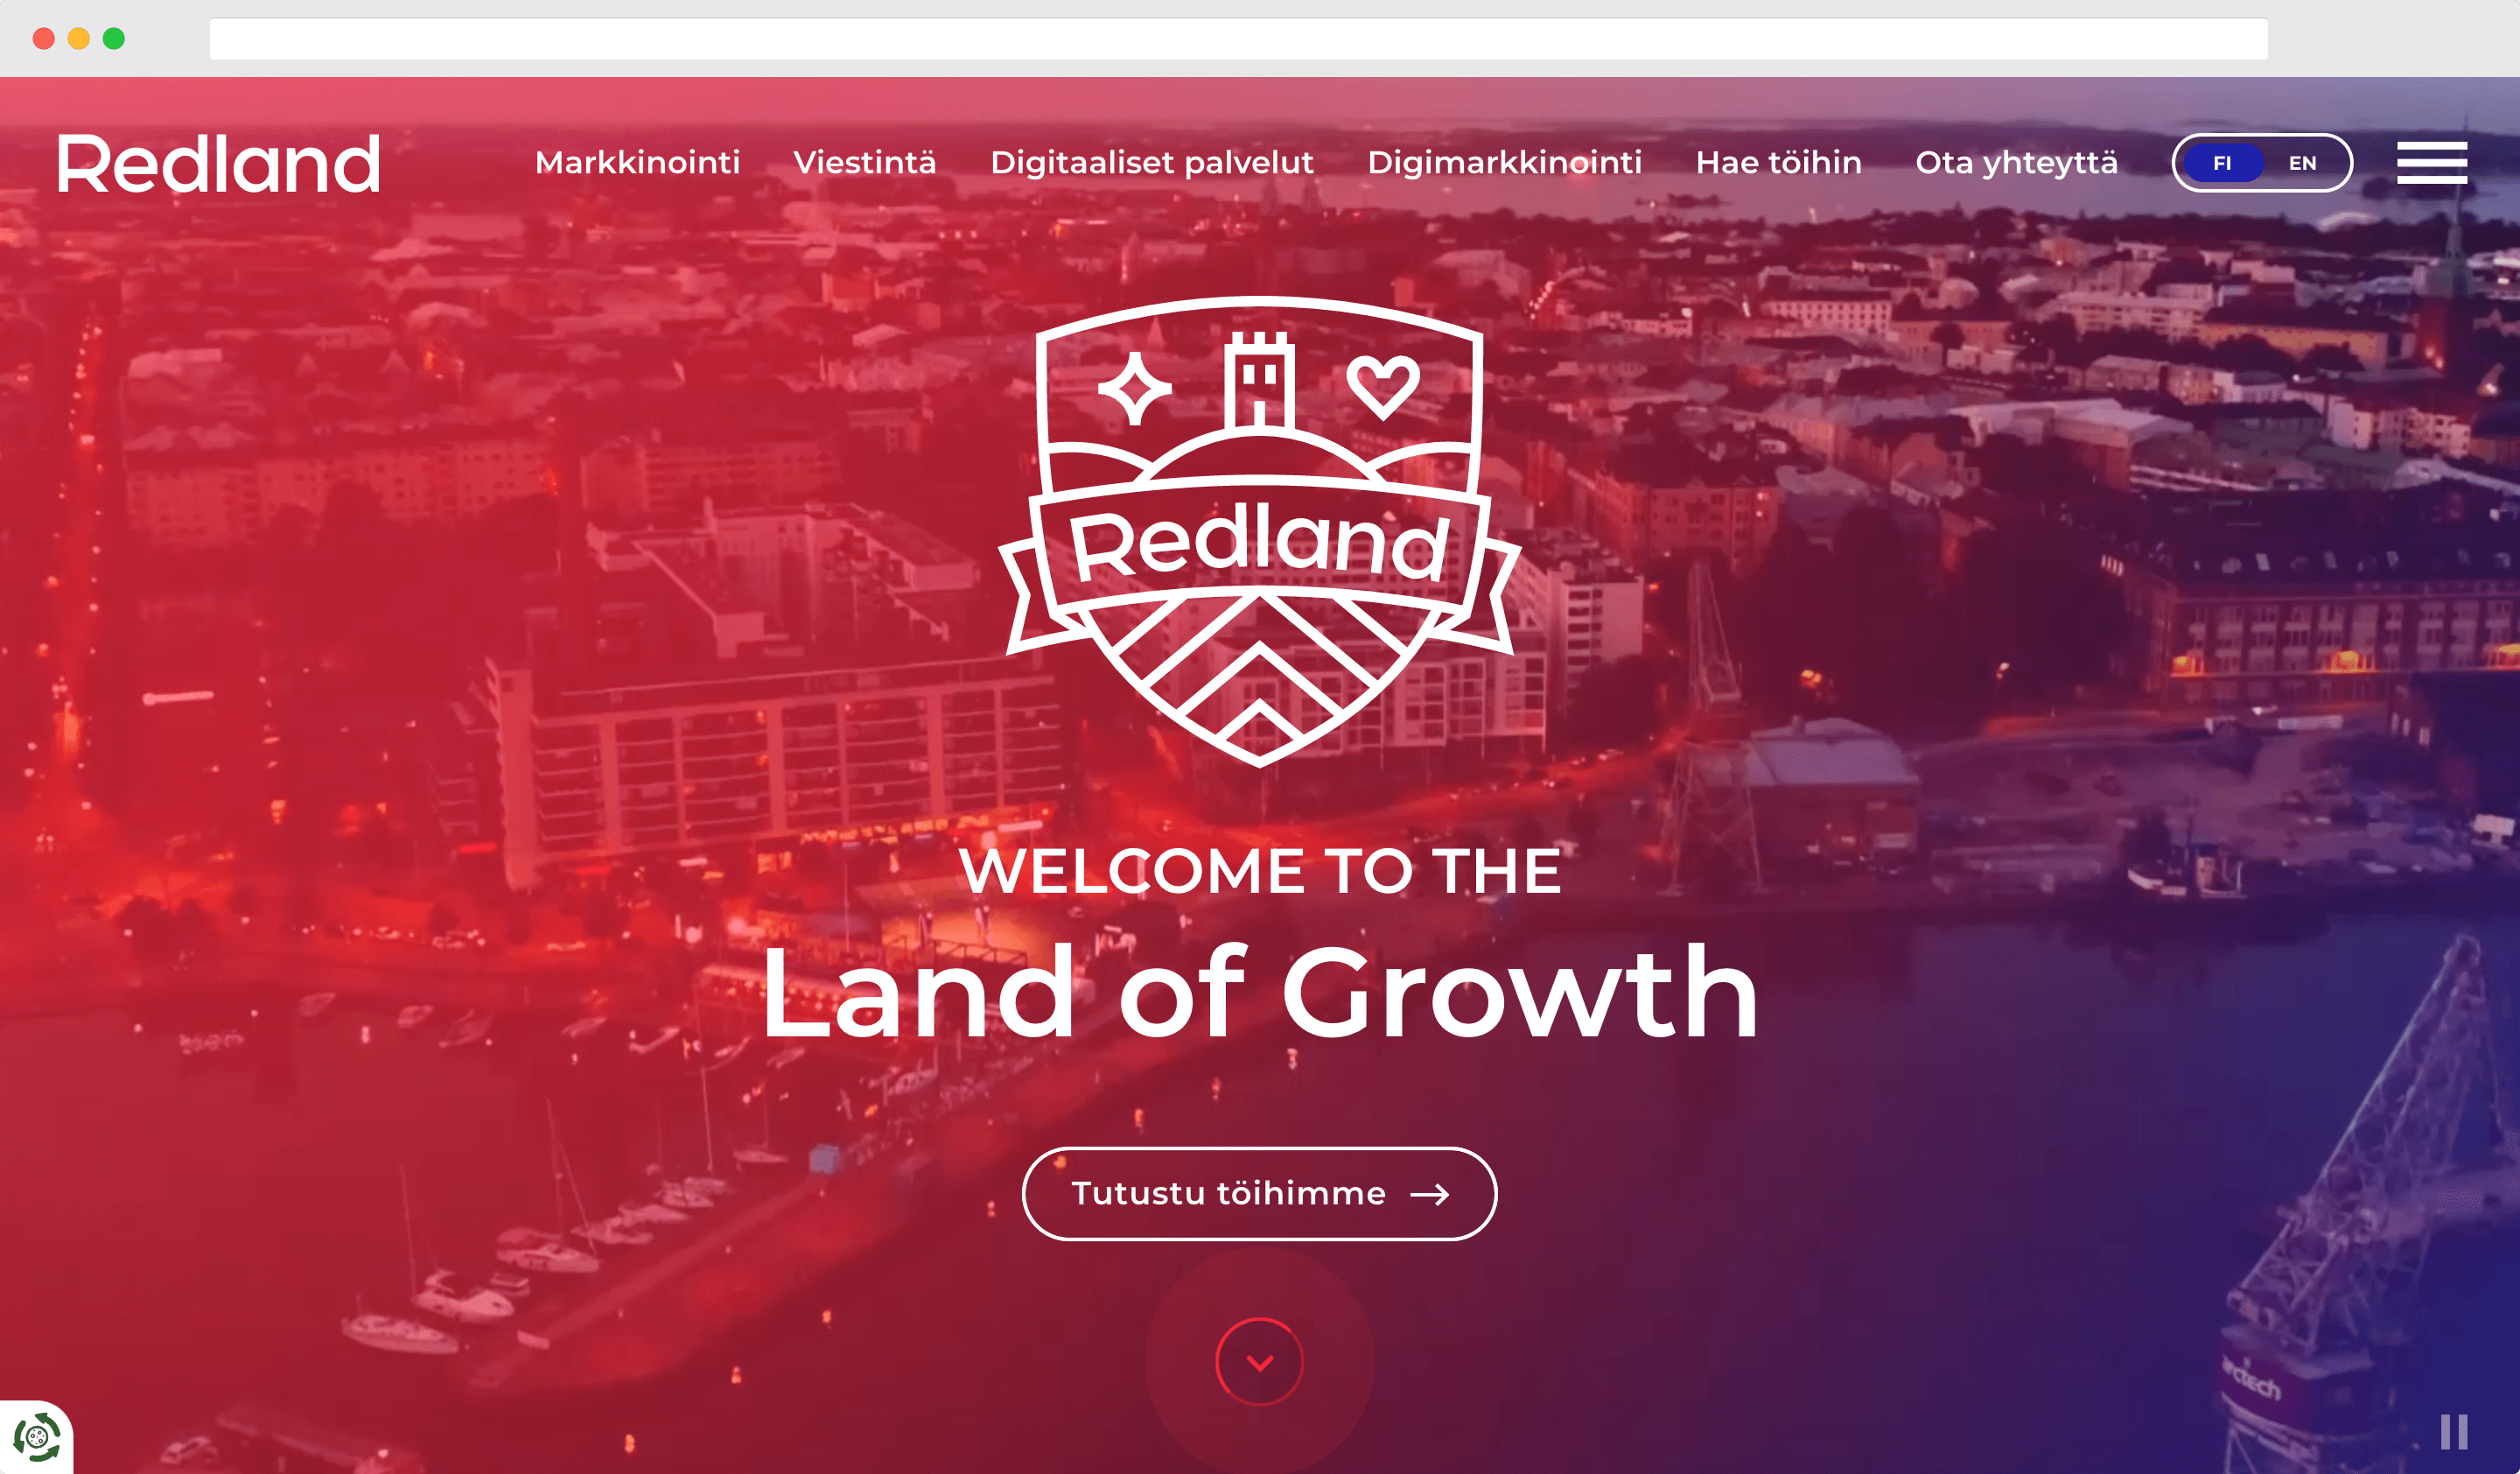 Redland
Markkinointi Viestintä Digitaaliset palvelut Digimarkkinointi Hae töihin Ota yhteyttä FI EN
Redland
WELCOME TO THE
Land of Growth
Tutustu töihimme
arctech